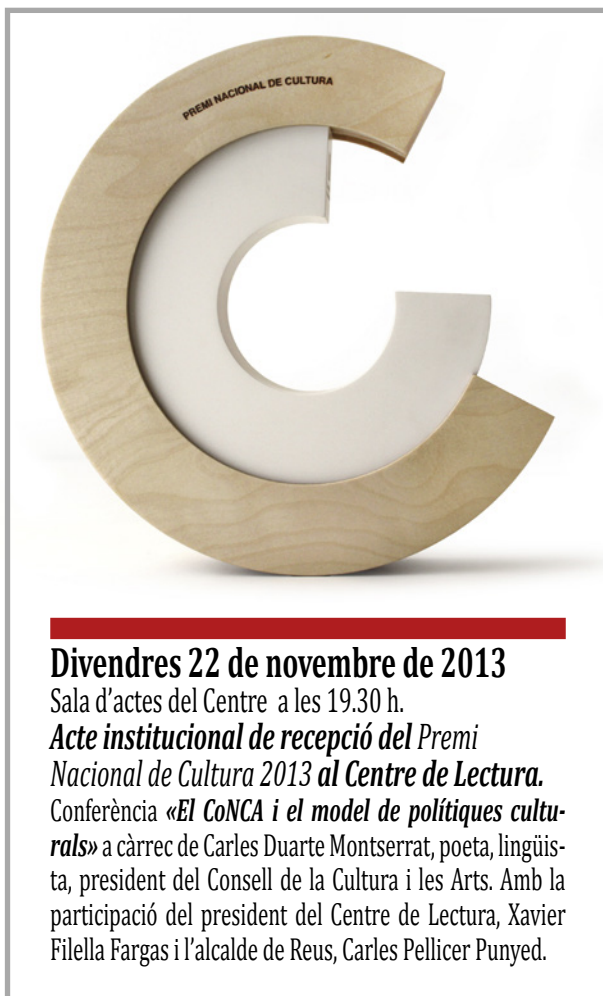 PREMI NACIONAL DE CULTURA
Divendres 22 de novembre de 2013
Sala d'actes del Centre a les 19.30 h.
Acte institucional de recepció del Premi
Nacional de Cultura 2013 al Centre de Lectura.
Conferència «El CoNCA i el model de polítiques cultu-
rals» a càrrec de Carles Duarte Montserrat, poeta, lingüis-
ta, president del Consell de la Cultura i les Arts. Amb la
participació del president del Centre de Lectura, Xavier
Filella Fargas i l'alcalde de Reus, Carles Pellicer Punyed.